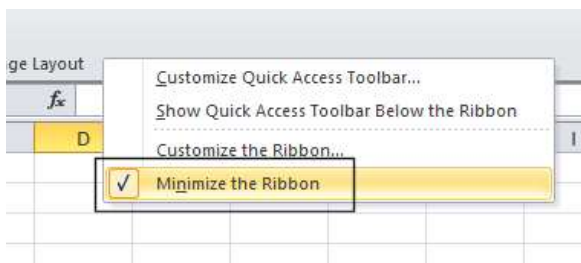 ge Layout
Customize Quick Access Toolbar...
Show Quick Access Toolbar Below the Ribbon
fx
D
I
Customize the Ribbon...
Minimize the Ribbon